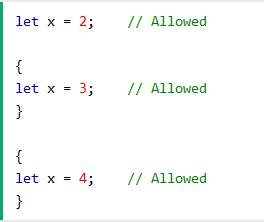 let x = 2;    // Allowed
{
let x = 3;    // Allowed
}
{
let x = 4;    // Allowed
}